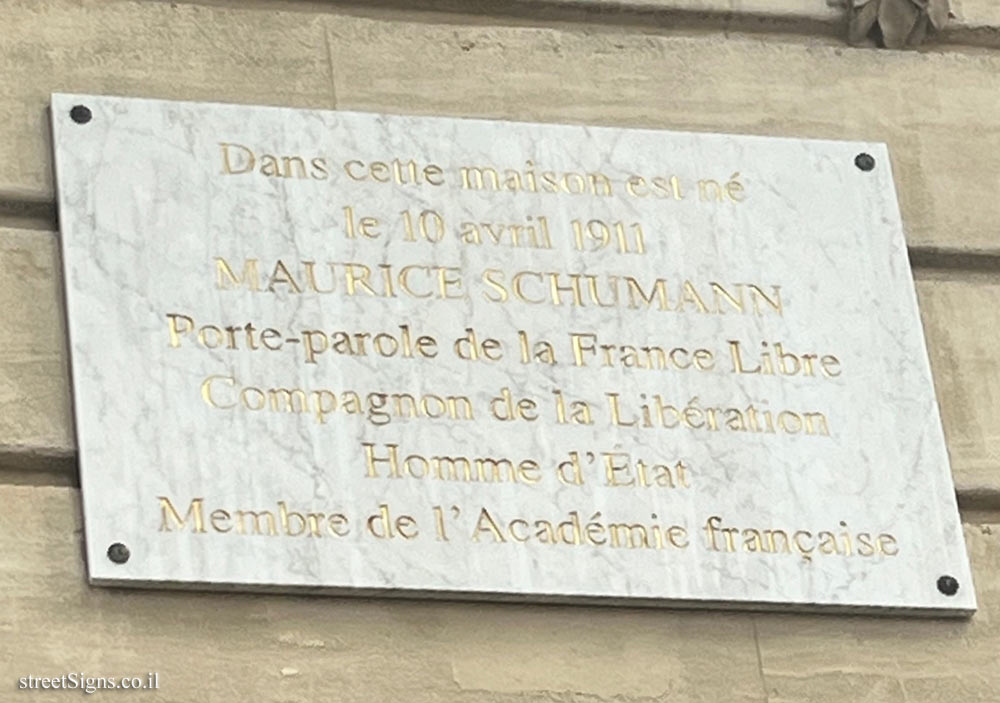 Dans cette maison est né
le 10 avril 1911
MAURICE SCHUMANN
Porte-parole de la France Libre
Compagnon de la Libération
Homme d'État
Membre de l'Académie française
streetSigns.co.il